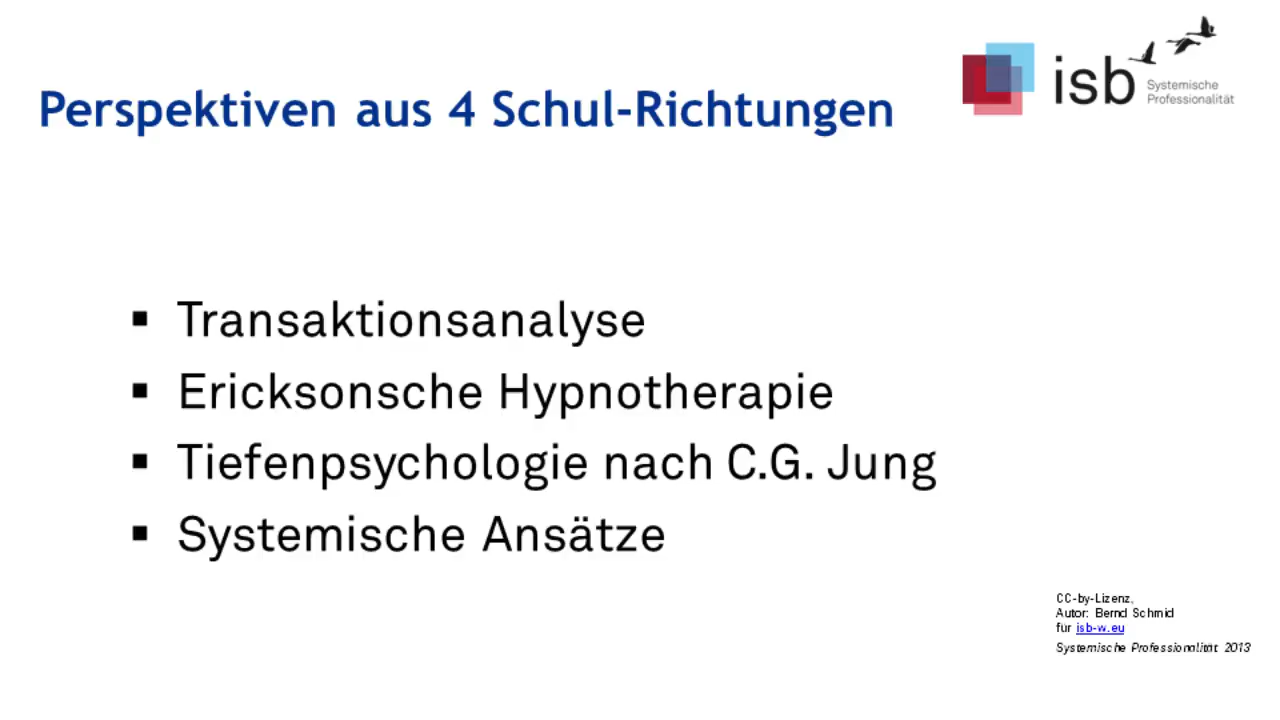 Perspektiven aus 4 Schul-Richtungen
isb
Systemische
Professionalität
▪ Transaktionsanalyse
▪ Ericksonsche Hypnotherapie
▪ Tiefenpsychologie nach C.G. Jung
▪ Systemische Ansätze
CC-by-Lizenz,
Autor: Bernd Schmid
für isb-w.eu
Systemische Professionalität 2013